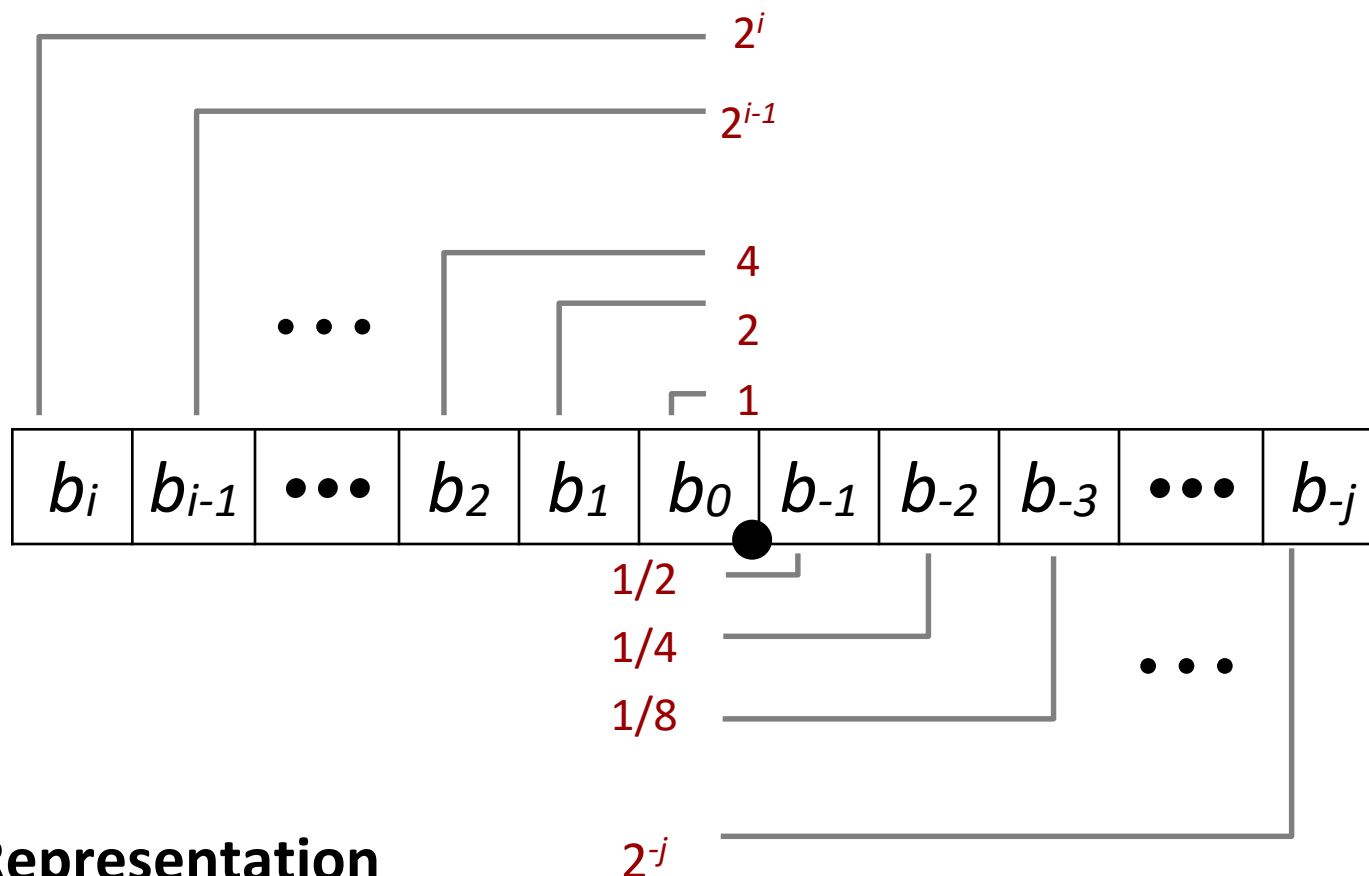 2^i
2^{i-1}
4
2
1
b_i b_{i-1} ••• b_2 b_1 b_0 b_{-1} b_{-2} b_{-3} ••• b_{-j}
1/2
1/4
1/8
2^{-j}
Representation